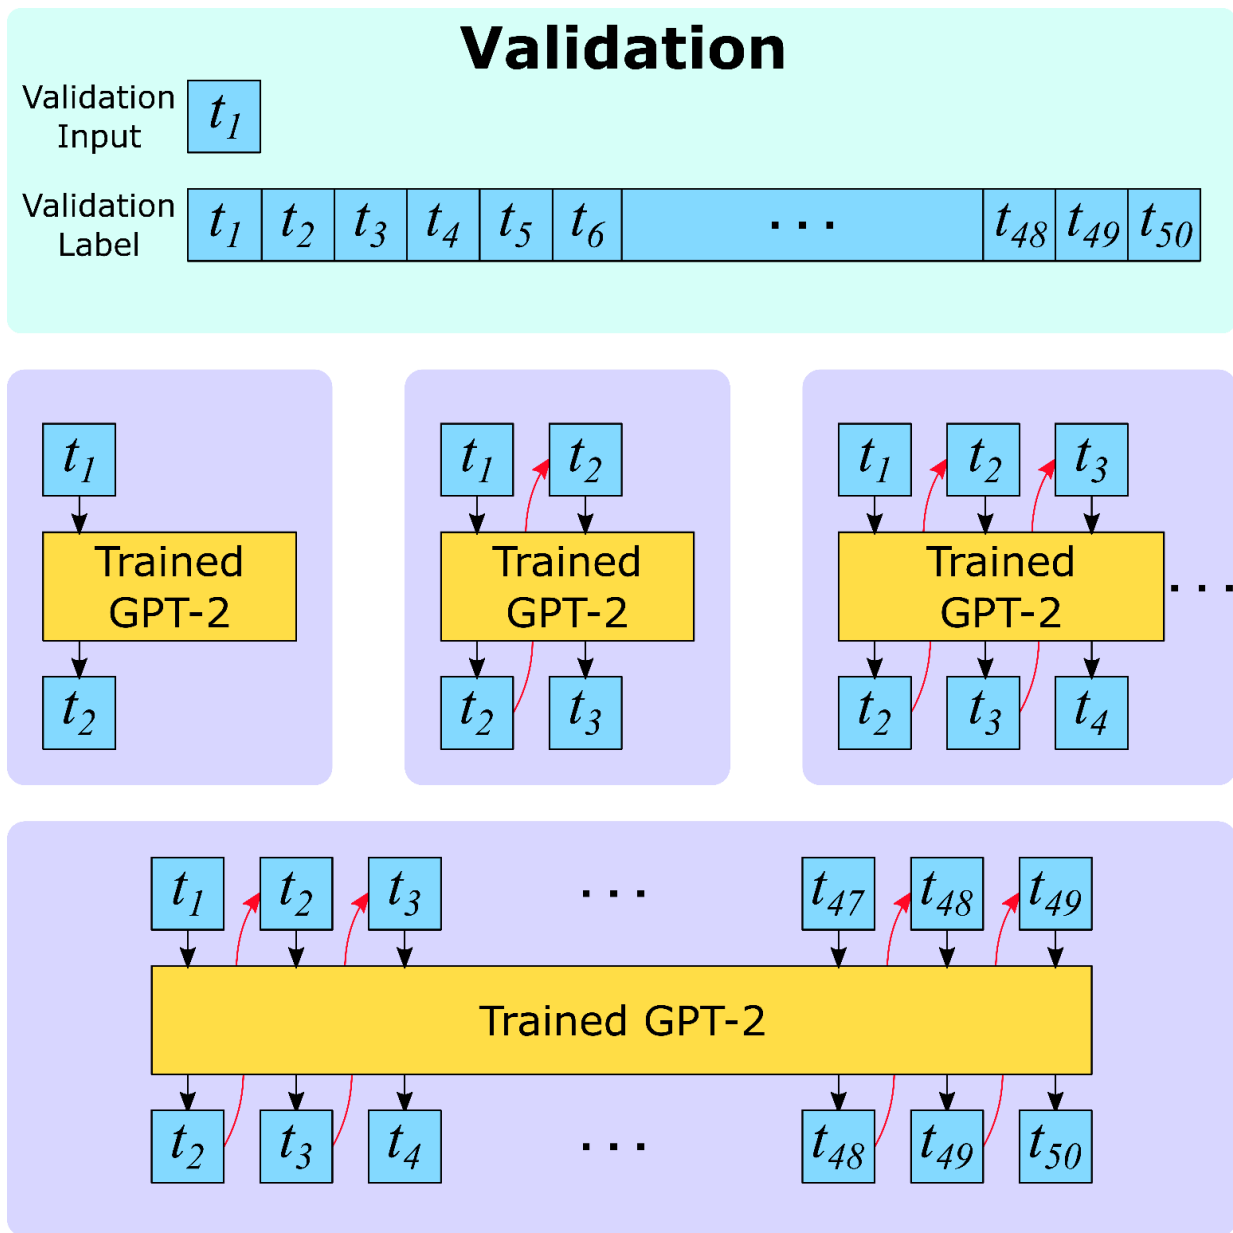 Validation
Validation
Input
t1
Validation
Label
t1 t2 t3 t4 t5 t6 ... t48 t49 t50
t1
Trained
GPT-2
t2
t1 t2
Trained
GPT-2
t2 t3
t1 t2 t3
Trained
GPT-2
...
t2 t3 t4
t1 t2 t3 ... t47 t48 t49
Trained GPT-2
t2 t3 t4 ... t48 t49 t50